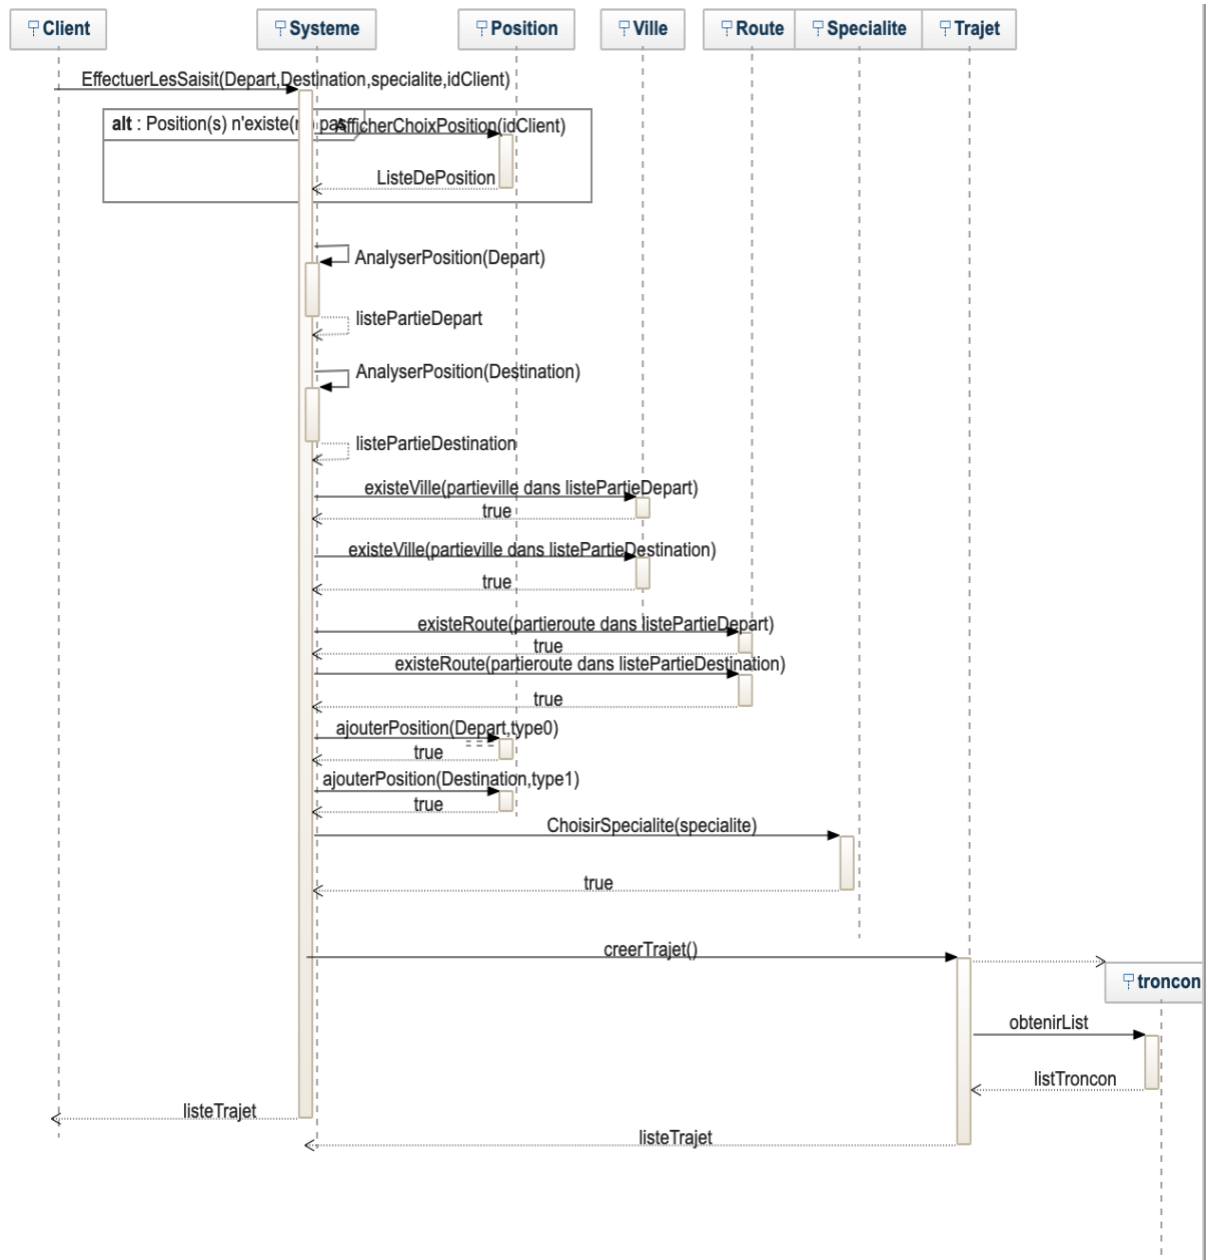 Client
Systeme
Position
Ville
Route
Specialite
Trajet
EffectuerLesSaisit(Depart,Destination,specialite,idClient)
alt : Position(s) n'existe(n) pas
AfficherChoixPosition(idClient)
ListeDePosition
AnalyserPosition(Depart)
listePartieDepart
AnalyserPosition(Destination)
listePartieDestination
existeVille(partieville dans listePartieDepart)
true
existeVille(partieville dans listePartieDestination)
true
existeRoute(partieroute dans listePartieDepart)
true
existeRoute(partieroute dans listePartieDestination)
true
ajouterPosition(Depart,type0)
true
ajouterPosition(Destination,type1)
true
ChoisirSpecialite(specialite)
true
creerTrajet()
troncon
obtenirList
listTroncon
listeTrajet
listeTrajet